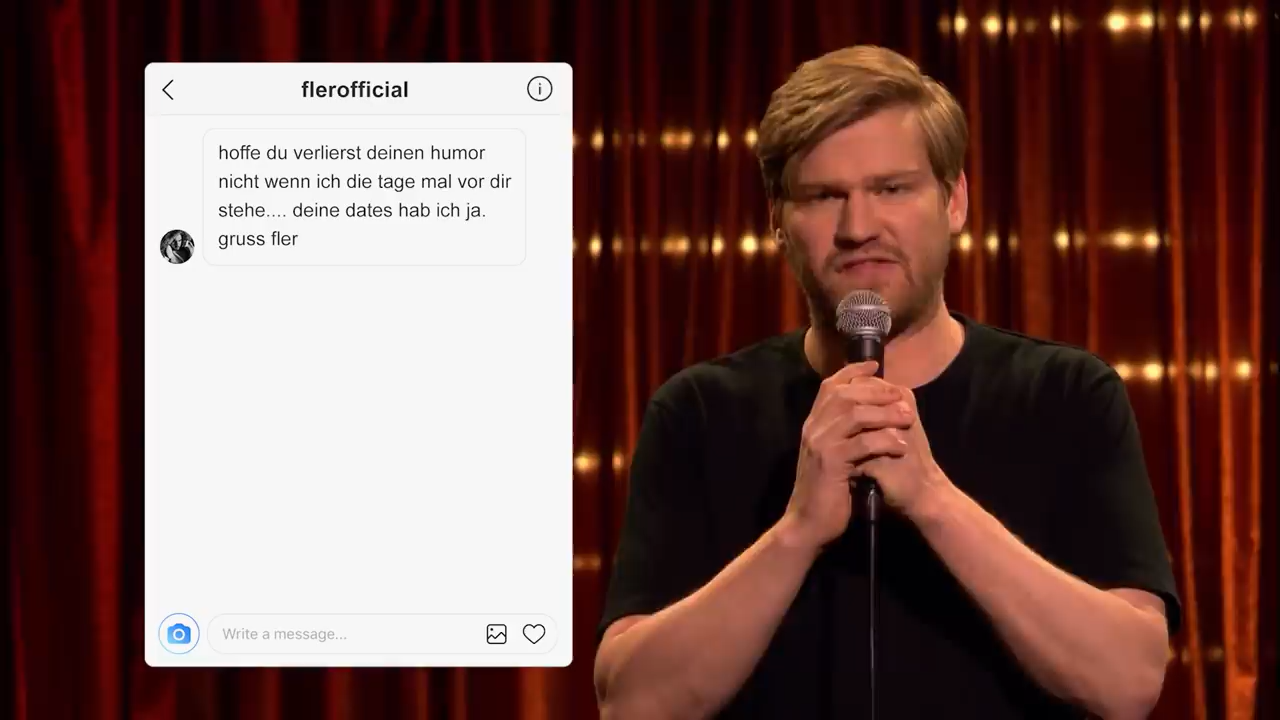 flerofficial
hoffe du verlierst deinen humor
nicht wenn ich die tage mal vor dir
stehe.... deine dates hab ich ja.
gruss fler
Write a message...